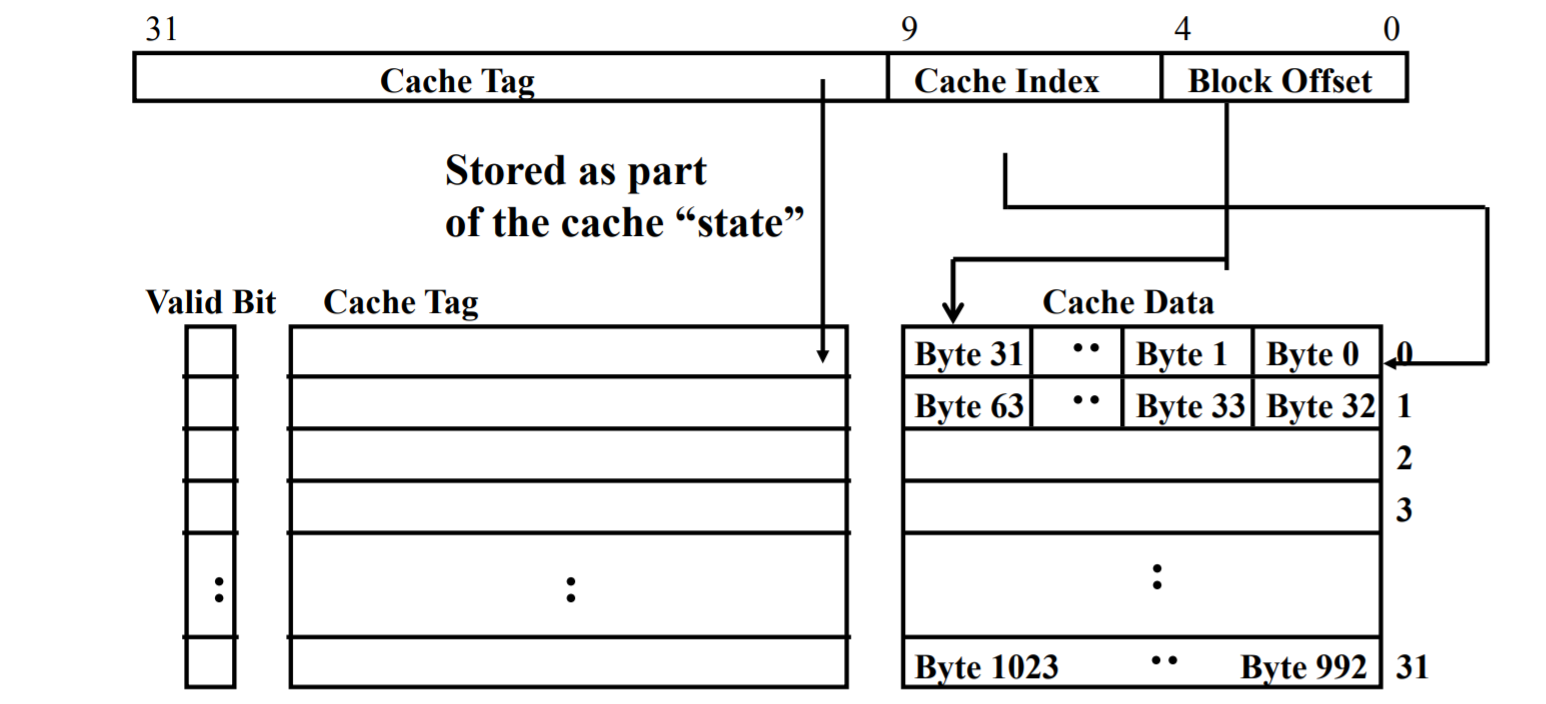 31 9 4 0
Cache Tag Cache Index Block Offset
Stored as part
of the cache “state”
Valid Bit Cache Tag Cache Data
Byte 31 ·· Byte 1 Byte 0 0
Byte 63 ·· Byte 33 Byte 32 1
2
3
: : :
Byte 1023 ·· Byte 992 31